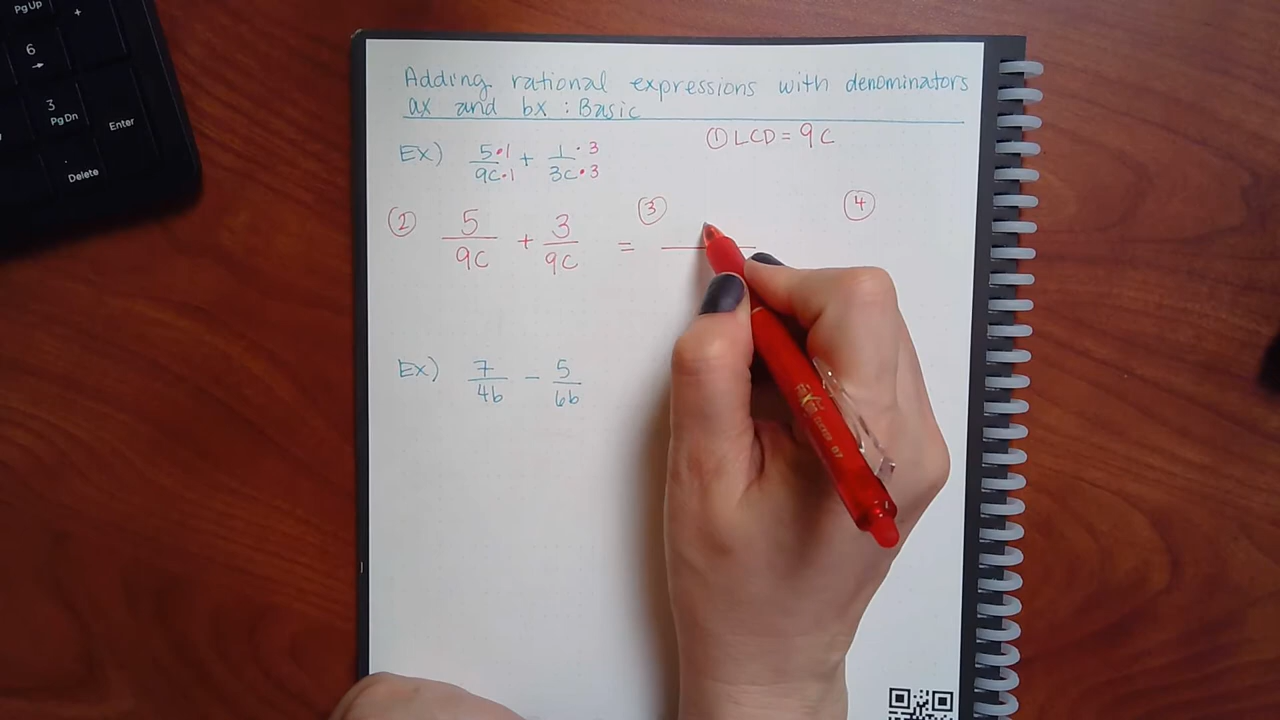 PgUp
+
6
3
PgDn
Enter
.
Delete
Adding rational expressions with denominators
ax and bx : Basic
① LCD = 9C
Ex) 5·1/9C·1 + 1·3/3C·3
② 5/9C + 3/9C = ③ ④
Ex) 7/4b - 5/6b